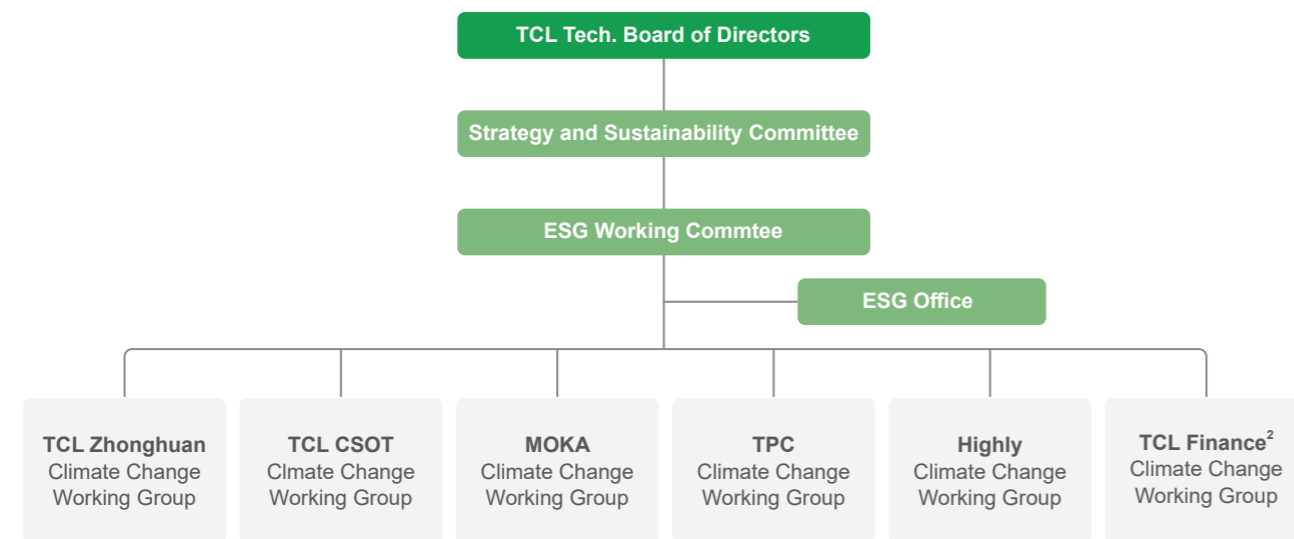 TCL Tech. Board of Directors
Strategy and Sustainability Committee
ESG Working Commtee
ESG Office
TCL Zhonghuan
Climate Change
Working Group
TCL CSOT
Clmate Change
Working Group
MOKA
Climate Change
Working Group
TPC
Climate Change
Working Group
Highly
Climate Change
Working Group
TCL Finance²
Climate Change
Working Group